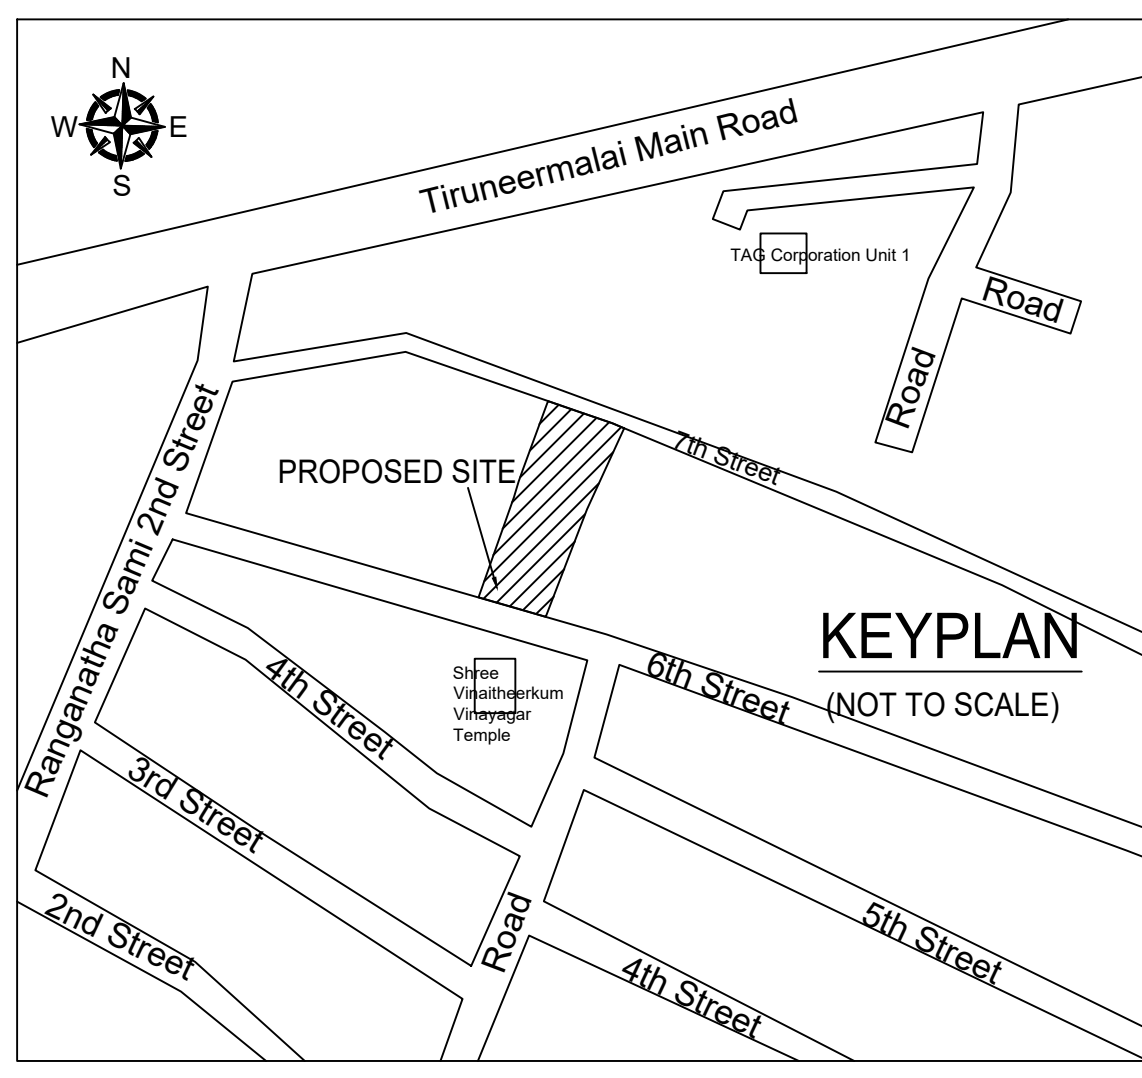 N
W E
S
Tiruneermalai Main Road
TAG Corporation Unit 1
Road
Road
Ranganatha Sami 2nd Street
7th Street
PROPOSED SITE
KEYPLAN
(NOT TO SCALE)
6th Street
4th Street
Shree
Vinaitheerkum
Vinayagar
Temple
3rd Street
2nd Street
Road
5th Street
4th Street